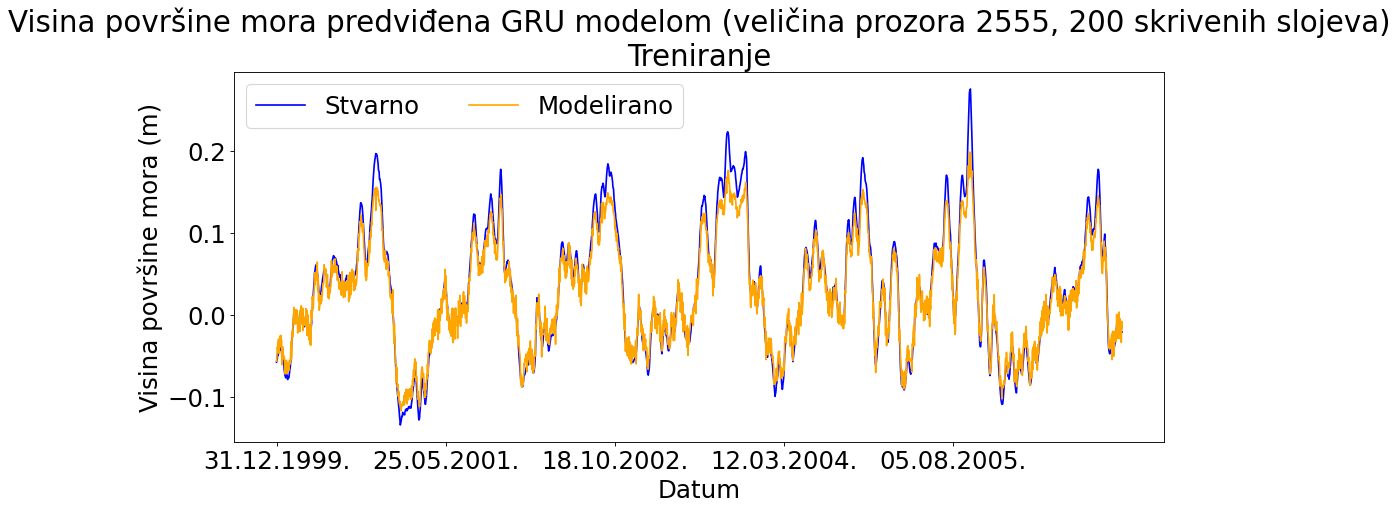 Visina površine mora predviđena GRU modelom (veličina prozora 2555, 200 skrivenih slojeva)
Treniranje
Stvarno
Modelirano
Visina površine mora (m)
0.2
0.1
0.0
−0.1
31.12.1999.
25.05.2001.
18.10.2002.
12.03.2004.
05.08.2005.
Datum